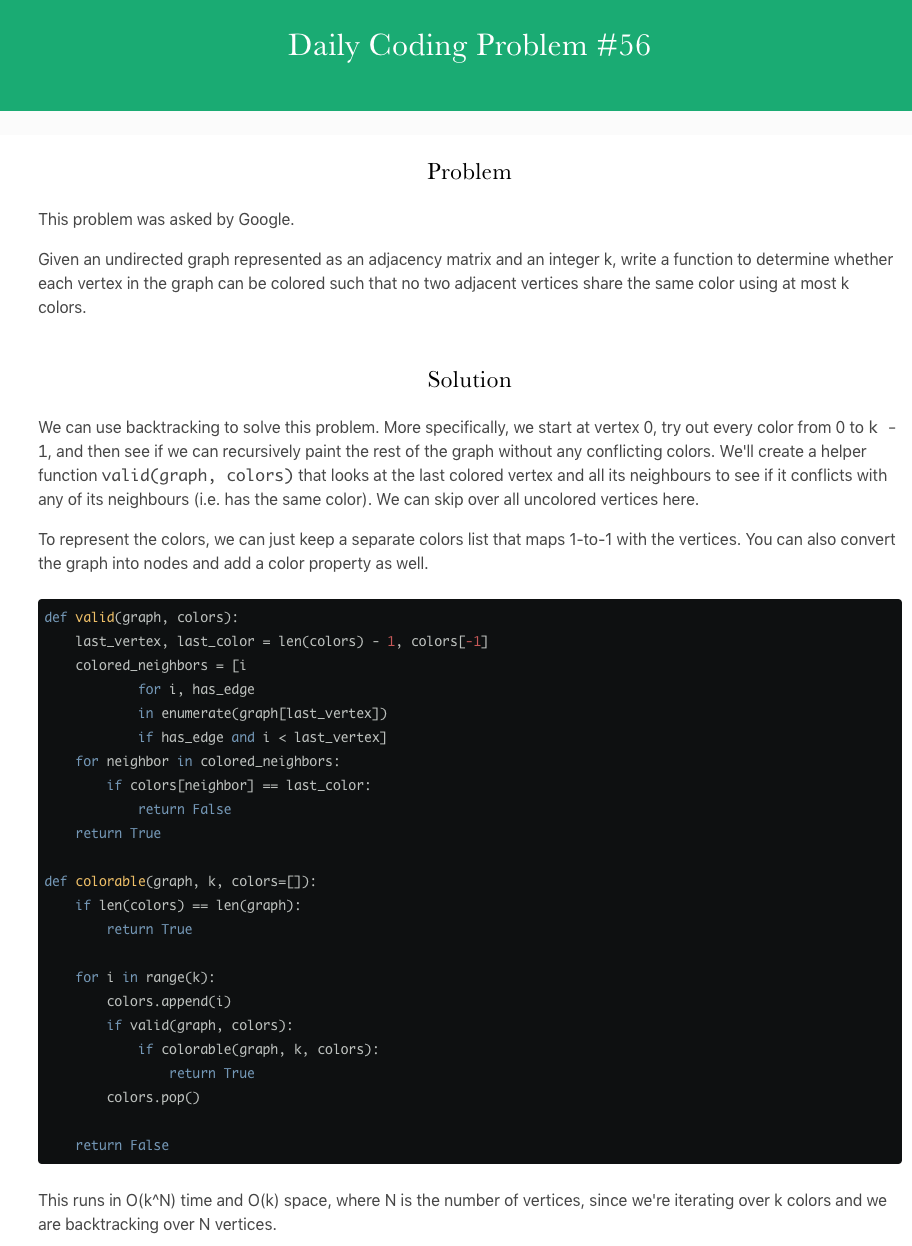 Daily Coding Problem #56
Problem
This problem was asked by Google.
Given an undirected graph represented as an adjacency matrix and an integer k, write a function to determine whether
each vertex in the graph can be colored such that no two adjacent vertices share the same color using at most k
colors.
Solution
We can use backtracking to solve this problem. More specifically, we start at vertex 0, try out every color from 0 to k -
1, and then see if we can recursively paint the rest of the graph without any conflicting colors. We'll create a helper
function valid(graph, colors) that looks at the last colored vertex and all its neighbours to see if it conflicts with
any of its neighbours (i.e. has the same color). We can skip over all uncolored vertices here.
To represent the colors, we can just keep a separate colors list that maps 1-to-1 with the vertices. You can also convert
the graph into nodes and add a color property as well.
def valid(graph, colors):
    last_vertex, last_color = len(colors) - 1, colors[-1]
    colored_neighbors = [i
            for i, has_edge
            in enumerate(graph[last_vertex])
            if has_edge and i < last_vertex]
    for neighbor in colored_neighbors:
        if colors[neighbor] == last_color:
            return False
    return True
def colorable(graph, k, colors=[]):
    if len(colors) == len(graph):
        return True
    for i in range(k):
        colors.append(i)
        if valid(graph, colors):
            if colorable(graph, k, colors):
                return True
        colors.pop()
    return False
This runs in O(k^N) time and O(k) space, where N is the number of vertices, since we're iterating over k colors and we
are backtracking over N vertices.